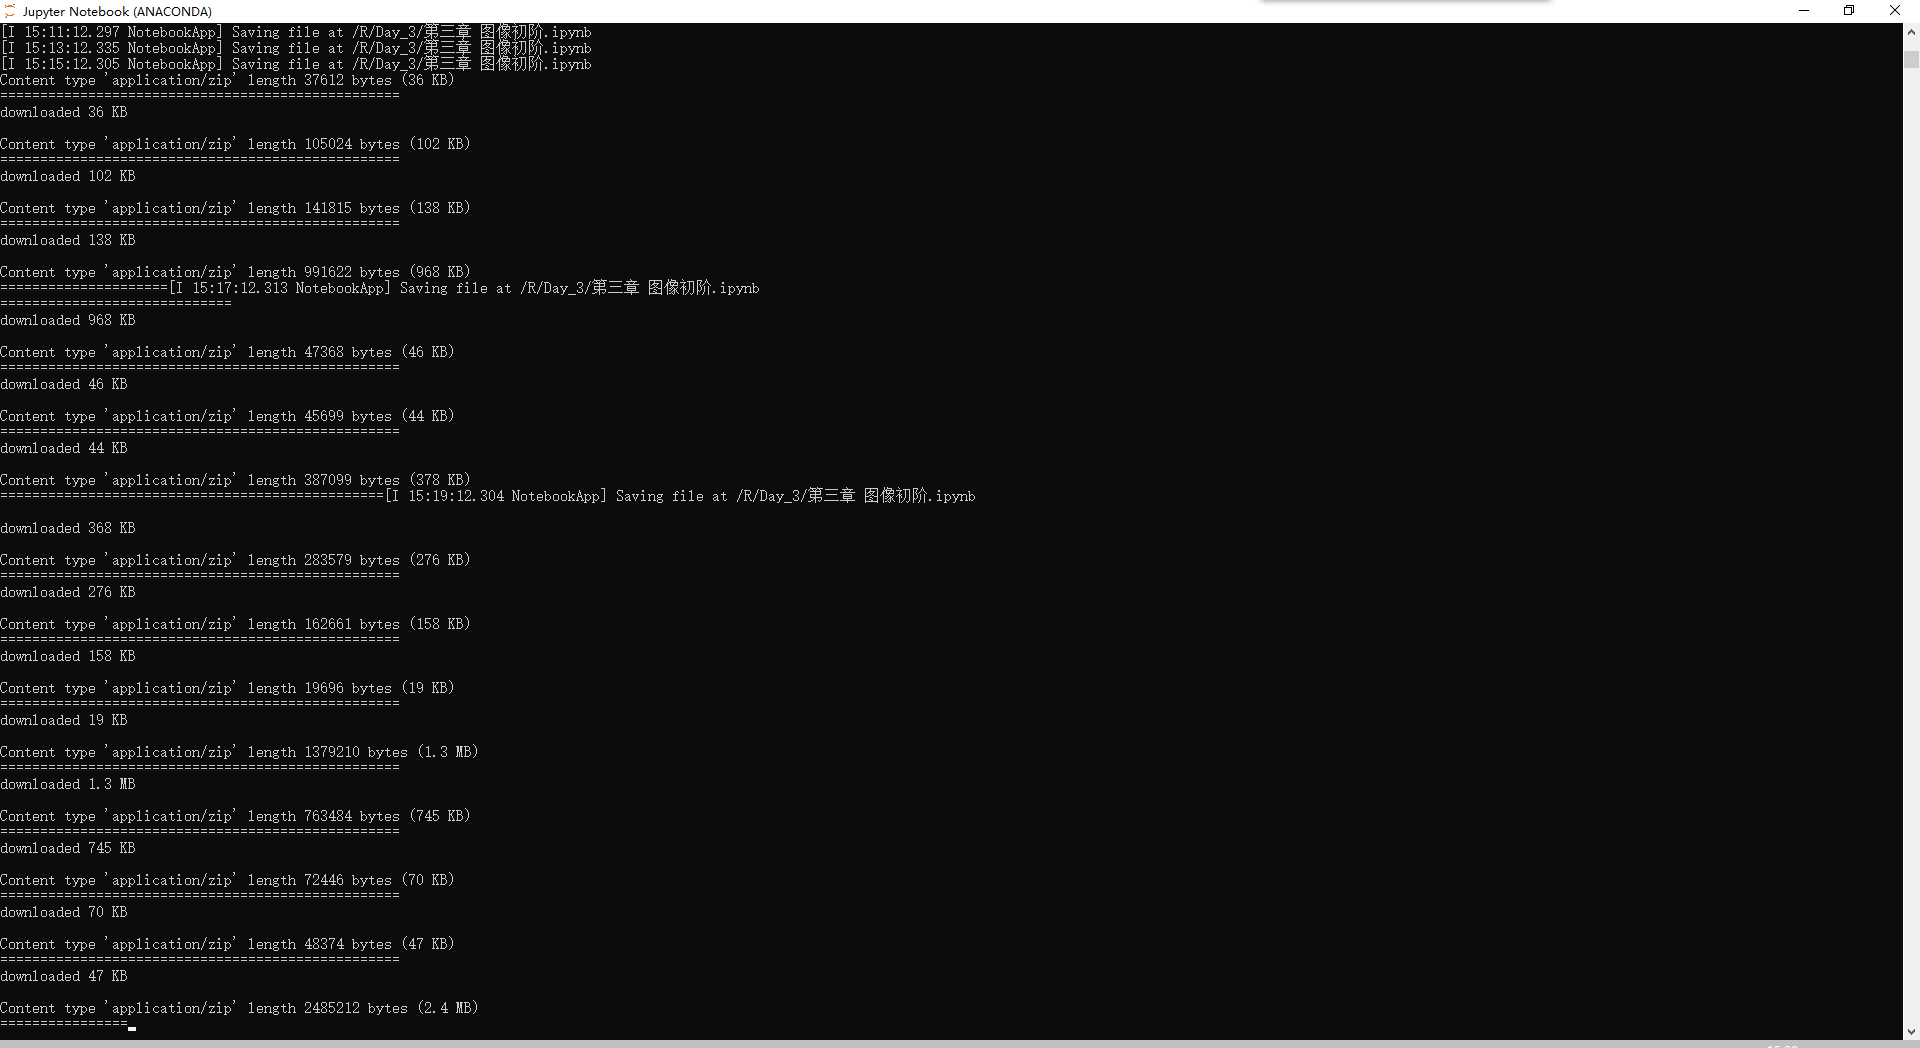 Jupyter Notebook (ANACONDA)
[I 15:11:12.297 NotebookApp] Saving file at /R/Day_3/第三章 图像初阶.ipynb
[I 15:13:12.335 NotebookApp] Saving file at /R/Day_3/第三章 图像初阶.ipynb
[I 15:15:12.305 NotebookApp] Saving file at /R/Day_3/第三章 图像初阶.ipynb
Content type 'application/zip' length 37612 bytes (36 KB)
==================================================
downloaded 36 KB
Content type 'application/zip' length 105024 bytes (102 KB)
==================================================
downloaded 102 KB
Content type 'application/zip' length 141815 bytes (138 KB)
==================================================
downloaded 138 KB
Content type 'application/zip' length 991622 bytes (968 KB)
=====================[I 15:17:12.313 NotebookApp] Saving file at /R/Day_3/第三章 图像初阶.ipynb
=============================
downloaded 968 KB
Content type 'application/zip' length 47368 bytes (46 KB)
==================================================
downloaded 46 KB
Content type 'application/zip' length 45699 bytes (44 KB)
==================================================
downloaded 44 KB
Content type 'application/zip' length 387099 bytes (378 KB)
================================================[I 15:19:12.304 NotebookApp] Saving file at /R/Day_3/第三章 图像初阶.ipynb
downloaded 368 KB
Content type 'application/zip' length 283579 bytes (276 KB)
==================================================
downloaded 276 KB
Content type 'application/zip' length 162661 bytes (158 KB)
==================================================
downloaded 158 KB
Content type 'application/zip' length 19696 bytes (19 KB)
==================================================
downloaded 19 KB
Content type 'application/zip' length 1379210 bytes (1.3 MB)
==================================================
downloaded 1.3 MB
Content type 'application/zip' length 763484 bytes (745 KB)
==================================================
downloaded 745 KB
Content type 'application/zip' length 72446 bytes (70 KB)
==================================================
downloaded 70 KB
Content type 'application/zip' length 48374 bytes (47 KB)
==================================================
downloaded 47 KB
Content type 'application/zip' length 2485212 bytes (2.4 MB)
================